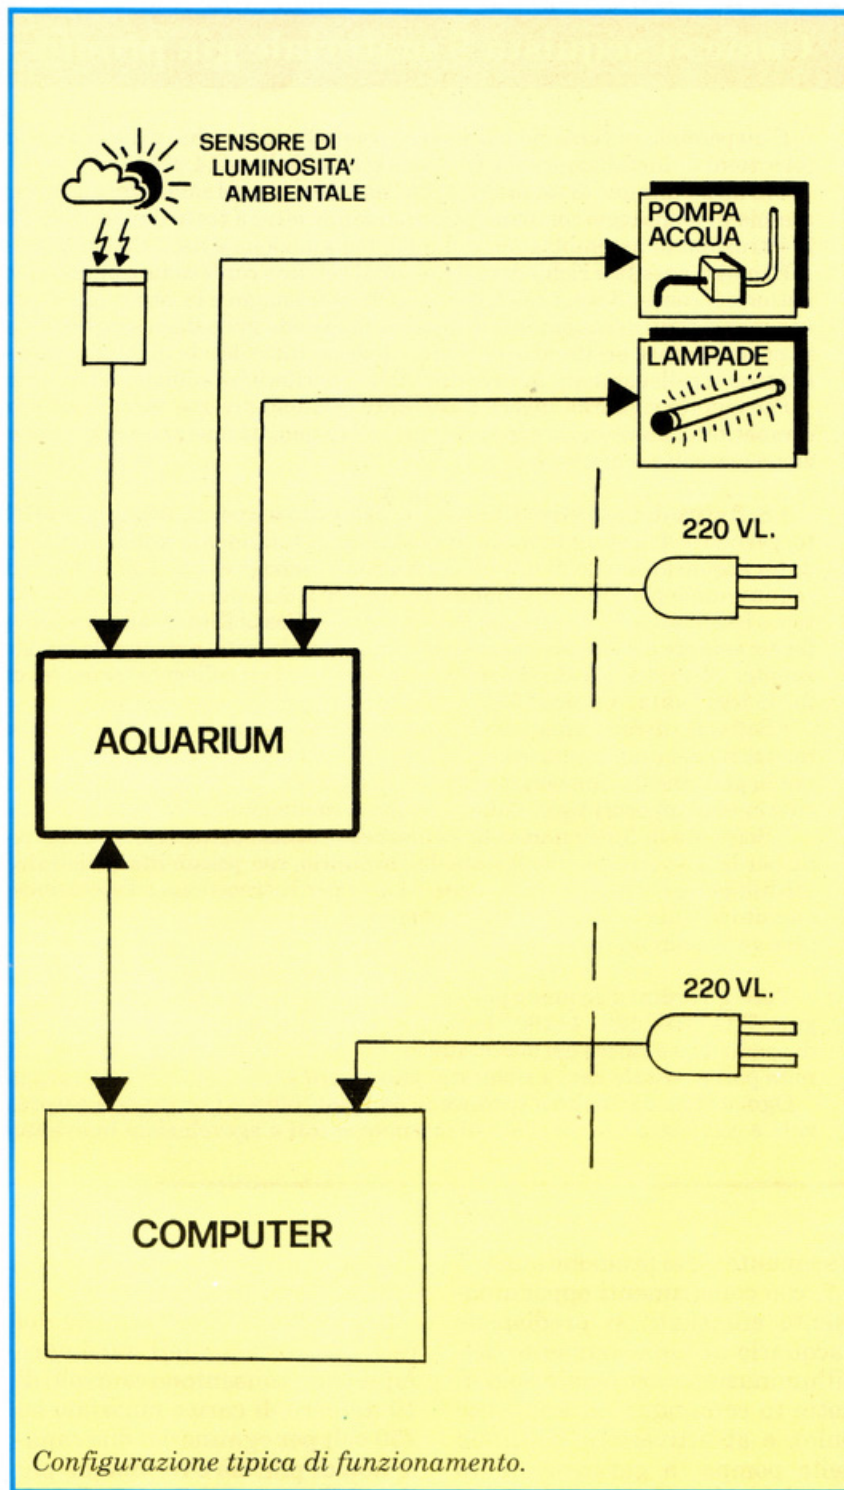 SENSORE DI
LUMINOSITA'
AMBIENTALE
POMPA
ACQUA
LAMPADE
220 VL.
AQUARIUM
220 VL.
COMPUTER
Configurazione tipica di funzionamento.